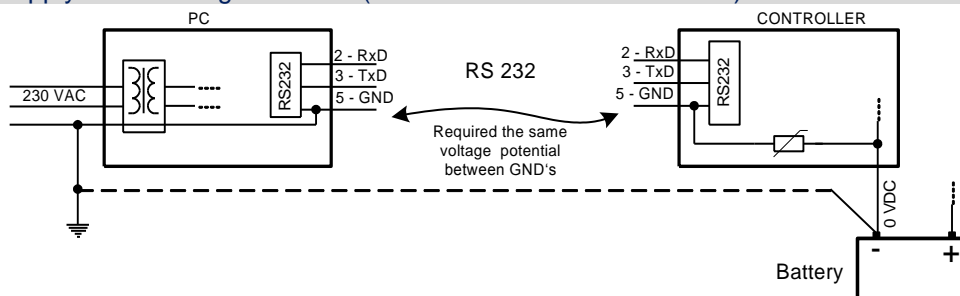 PC
CONTROLLER
2 - RxD
3 - TxD
5 - GND
RS232
230 VAC
RS 232
Required the same
voltage potential
between GND's
2 - RxD
3 - TxD
5 - GND
RS232
0 VDC
-
+
Battery